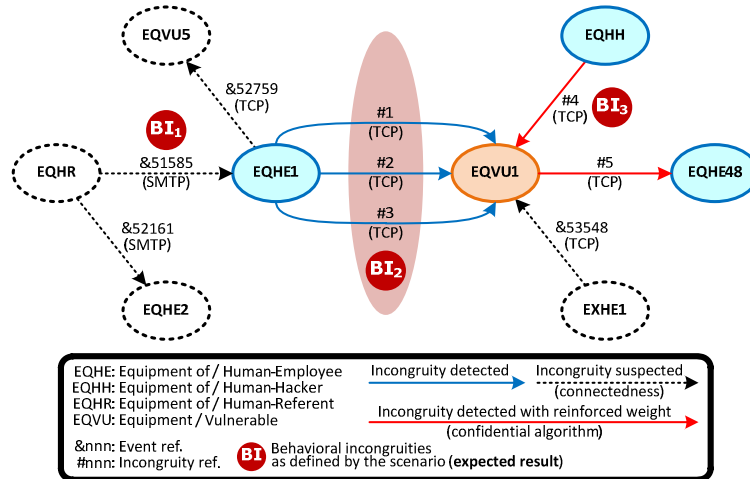 EQVU5
EQHH
&52759
(TCP)
#1
(TCP)
#4
(TCP)
BI3
BI1
EQHR
&51585
(SMTP)
EQHE1
#2
(TCP)
EQVU1
#5
(TCP)
EQHE48
&52161
(SMTP)
#3
(TCP)
&53548
(TCP)
BI2
EQHE2
EXHE1
EQHE: Equipment of / Human-Employee
EQHH: Equipment of / Human-Hacker
EQHR: Equipment of / Human-Referent
EQVU: Equipment / Vulnerable
&nnn: Event ref.
#nnn: Incongruity ref.
Incongruity detected
Incongruity suspected
(connectedness)
Incongruity detected with reinforced weight
(confidential algorithm)
BI
Behavioral incongruities
as defined by the scenario (expected result)